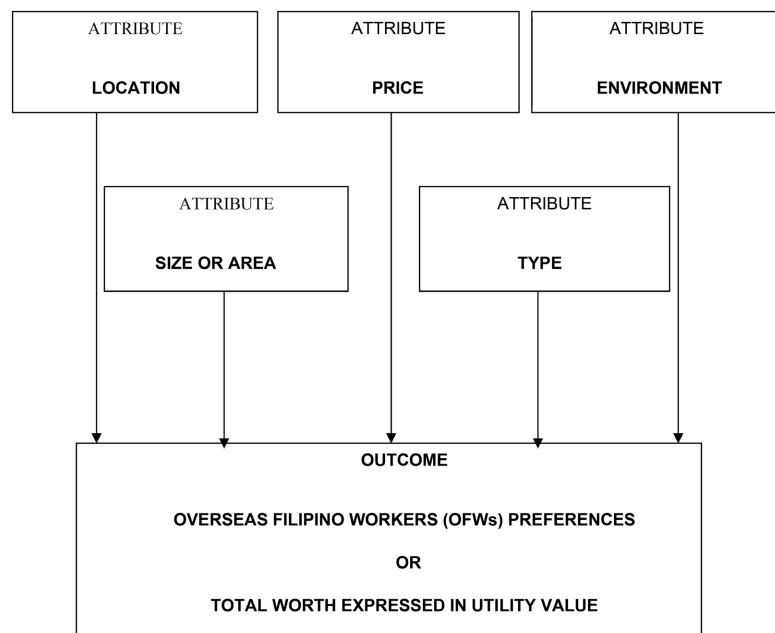 ATTRIBUTE
LOCATION
ATTRIBUTE
PRICE
ATTRIBUTE
ENVIRONMENT
ATTRIBUTE
SIZE OR AREA
ATTRIBUTE
TYPE
OUTCOME
OVERSEAS FILIPINO WORKERS (OFWs) PREFERENCES
OR
TOTAL WORTH EXPRESSED IN UTILITY VALUE